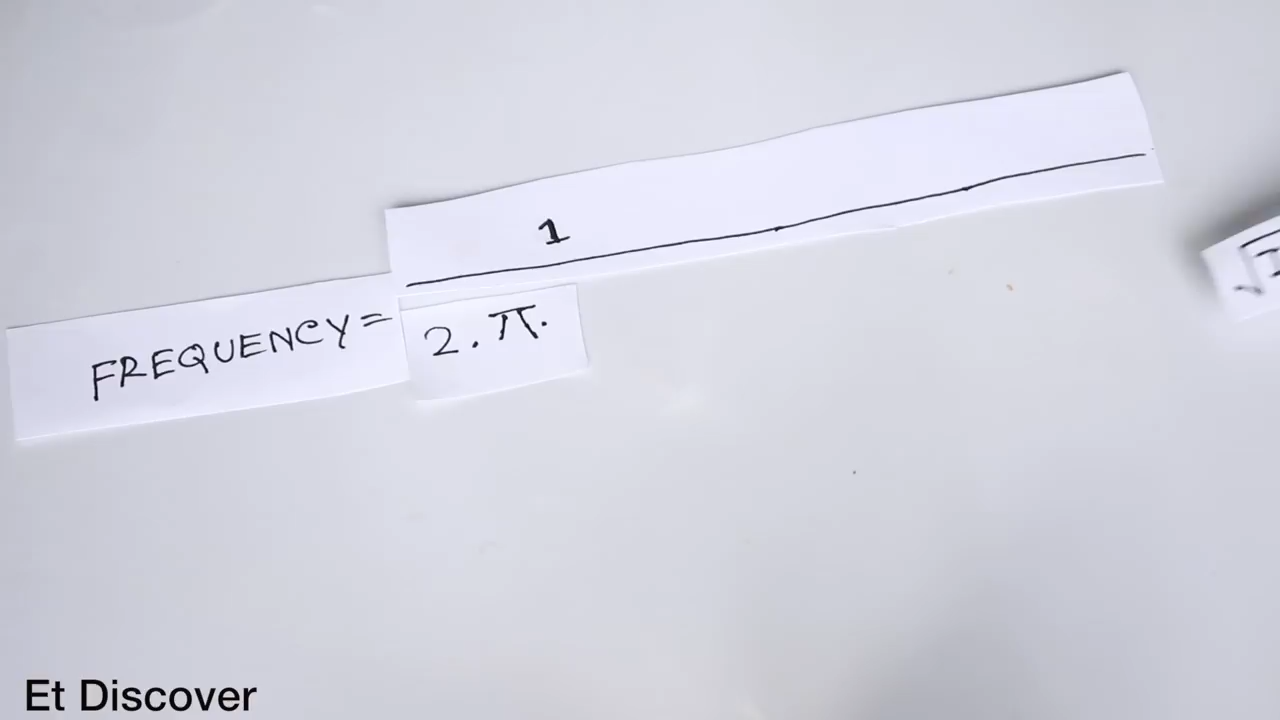 1
FREQUENCY=
2.π.
√
Et Discover